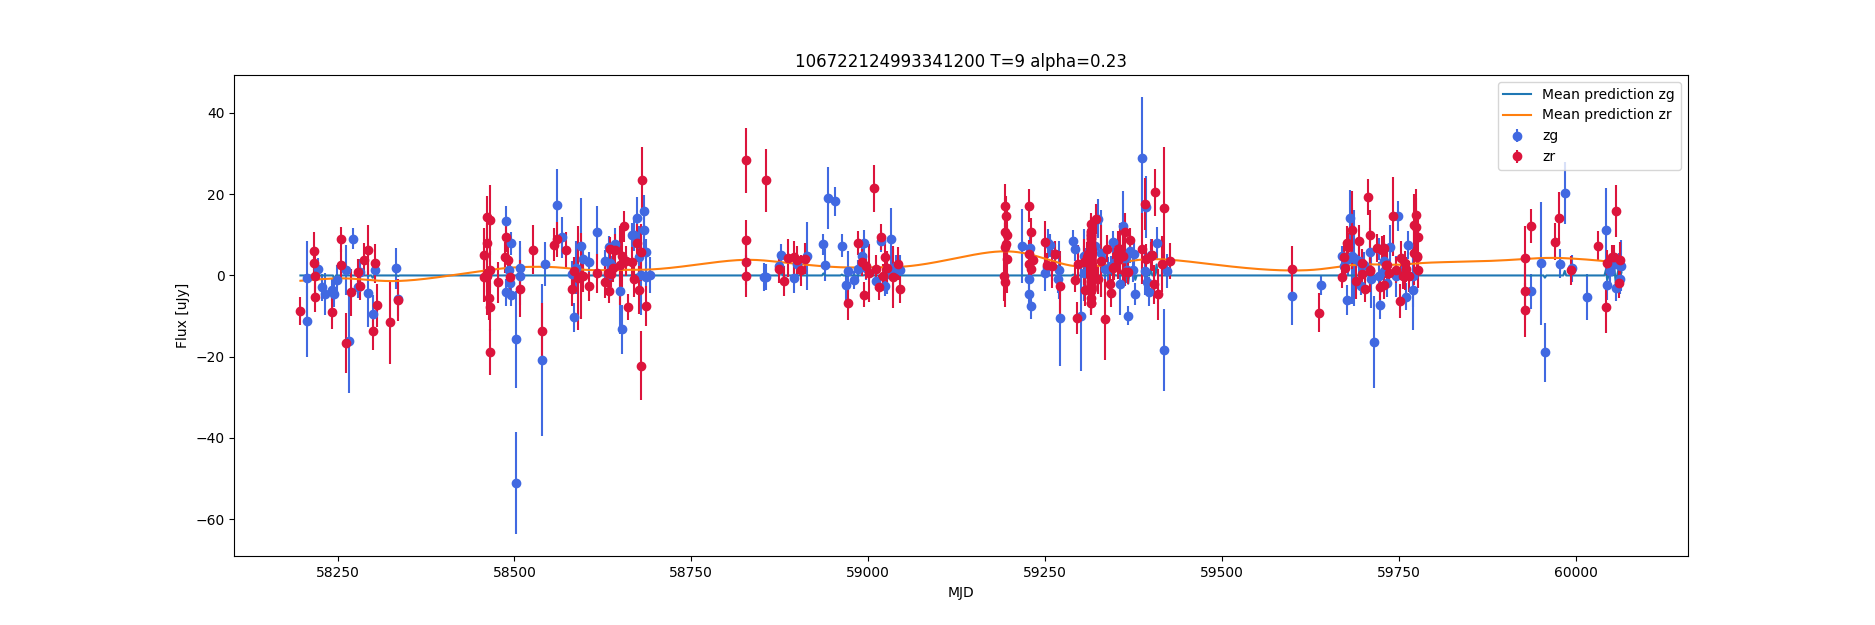 106722124993341200 T=9 alpha=0.23
Mean prediction zg
Mean prediction zr
zg
zr
40
20
0
−20
−40
−60
Flux [uJy]
58250 58500 58750 59000 59250 59500 59750 60000
MJD